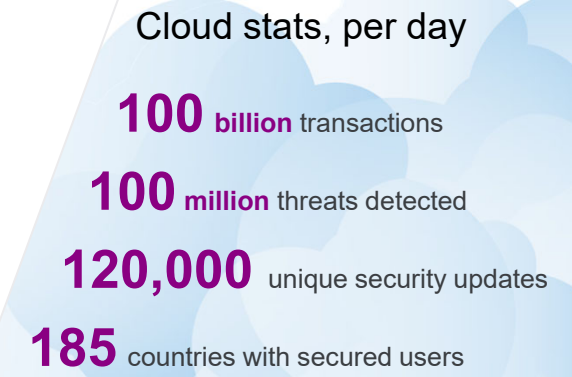 Cloud stats, per day
100 billion transactions
100 million threats detected
120,000 unique security updates
185 countries with secured users